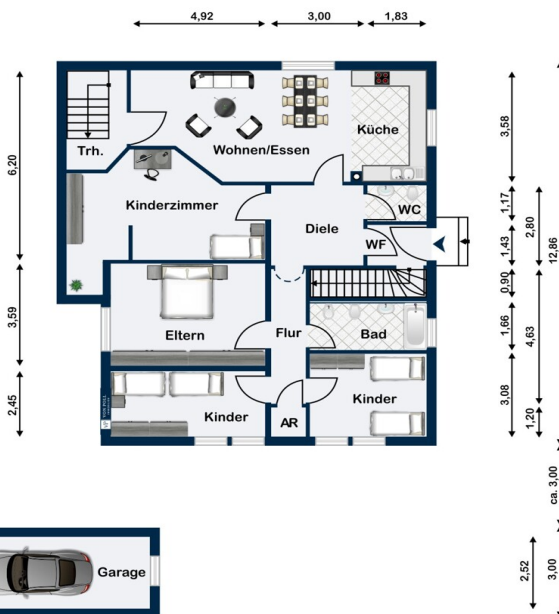 4,92
3,00
1,83
6,20
3,59
2,45
Trh.
Wohnen/Essen
Küche
Kinderzimmer
Diele
WC
WF
Eltern
Flur
Bad
Kinder
AR
Kinder
3,58
1,17
1,43
0,90
1,66
3,08
2,80
4,63
1,20
12,86
ca. 3,00
Garage
2,52
3,00